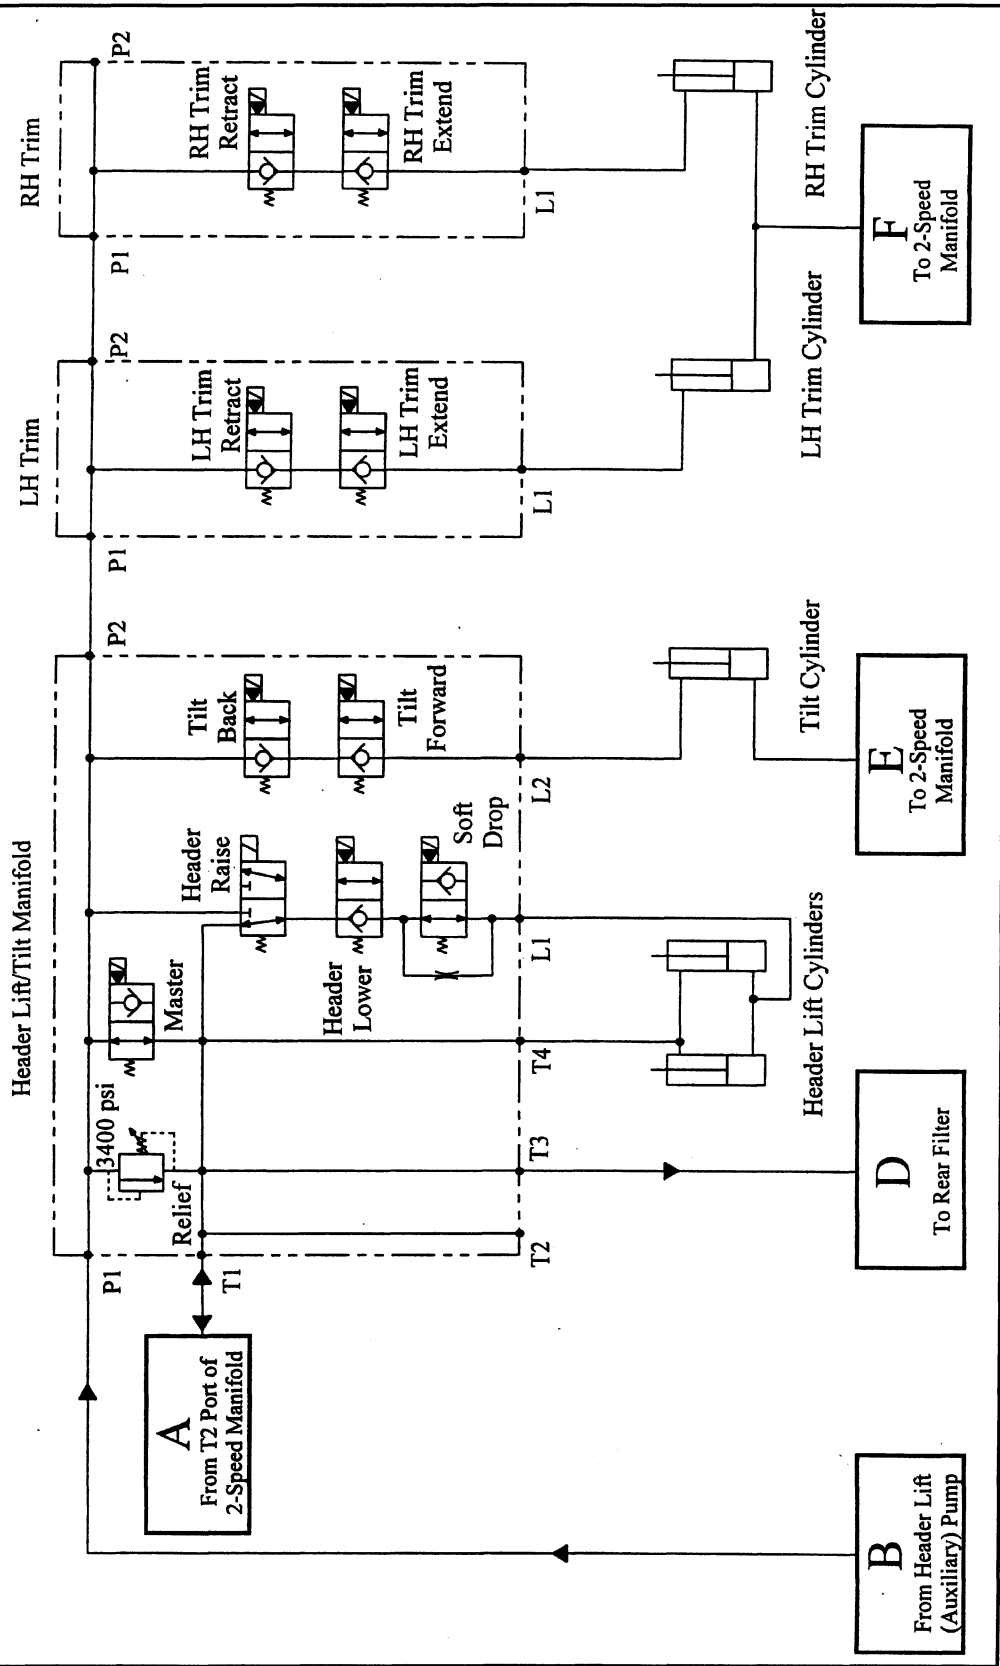 Header Lift/Tilt Manifold
LH Trim
RH Trim
P1
3400 psi
Relief
T1
T2
T3
T4
Master
Header
Raise
Header
Lower
Soft
Drop
L1
Tilt
Back
Tilt
Forward
L2
P2
P1
LH Trim
Retract
LH Trim
Extend
L1
P2
P1
RH Trim
Retract
RH Trim
Extend
L1
P2
Header Lift Cylinders
Tilt Cylinder
LH Trim Cylinder
RH Trim Cylinder
A
From T2 Port of
2-Speed Manifold
B
From Header Lift
(Auxiliary) Pump
D
To Rear Filter
E
To 2-Speed
Manifold
F
To 2-Speed
Manifold